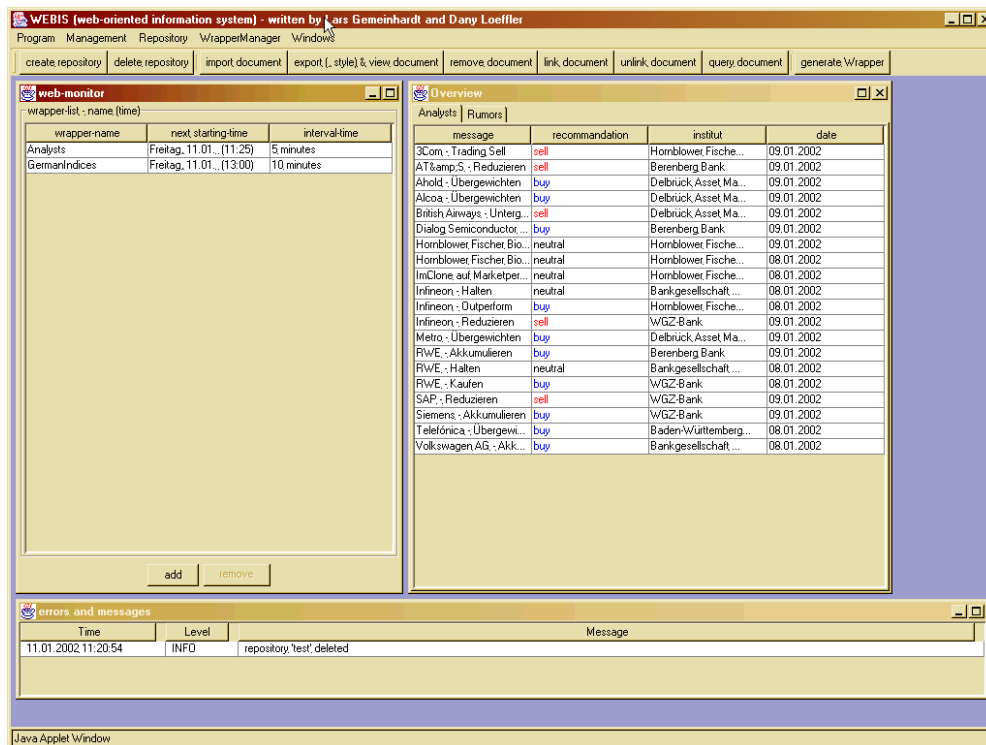 WEBIS (web-oriented information system) - written by Lars Gemeinhardt and Dany Loeffler
Program Management Repository WrapperManager Windows
create repository delete repository import document export (, style) & view document remove document link document unlink document query document generate Wrapper
web-monitor
wrapper-list -, name (time)
wrapper-name next starting-time interval-time
Analysts Freitag, 11.01., (11:25) 5 minutes
GermanIndices Freitag, 11.01., (13:00) 10 minutes
add remove
Overview
Analysts Rumors
message recommandation institut date
3Com, - Trading Sell sell Hornblower, Fische... 09.01.2002
AT&amp;S, - Reduzieren sell Berenberg Bank 09.01.2002
Ahold - Übergewichten buy Delbrück Asset Ma... 09.01.2002
Alcoa - Übergewichten buy Delbrück Asset Ma... 09.01.2002
British Airways, - Unterg... sell Delbrück Asset Ma... 09.01.2002
Dialog Semiconductor, ... buy Berenberg Bank 09.01.2002
Hornblower Fischer, Bio... neutral Hornblower, Fische... 09.01.2002
Hornblower Fischer, Bio... neutral Hornblower, Fische... 08.01.2002
ImClone, auf, Marketper... neutral Hornblower, Fische... 08.01.2002
Infineon, - Halten neutral Bankgesellschaft, ... 08.01.2002
Infineon, - Outperform buy Hornblower, Fische... 08.01.2002
Infineon, - Reduzieren sell WGZ-Bank 09.01.2002
Metro, - Übergewichten buy Delbrück Asset Ma... 09.01.2002
RWE, - Akkumulieren buy Berenberg Bank 09.01.2002
RWE, - Halten neutral Bankgesellschaft, ... 08.01.2002
RWE, - Kaufen buy WGZ-Bank 08.01.2002
SAP, - Reduzieren sell WGZ-Bank 09.01.2002
Siemens, - Akkumulieren buy WGZ-Bank 09.01.2002
Telefónica, - Übergewi... buy Baden-Württemberg... 08.01.2002
Volkswagen AG, - Akk... buy Bankgesellschaft, ... 08.01.2002
errors and messages
Time Level Message
11.01.2002 11:20:54 INFO repository, 'test', deleted
Java Applet Window